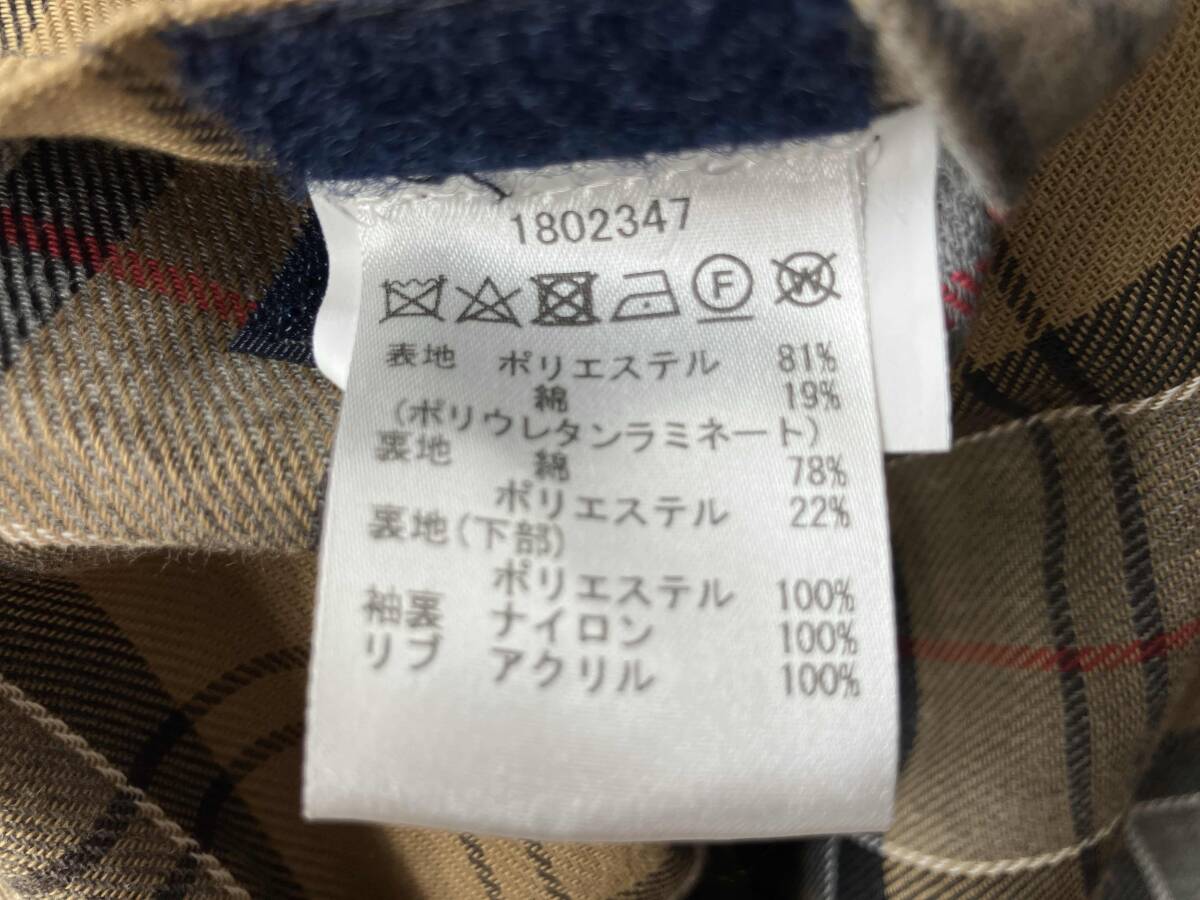 1802347
F W
表地 ポリエステル 81%
綿 19%
(ポリウレタンラミネート)
裏地 綿 78%
ポリエステル 22%
裏地(下部)
ポリエステル 100%
袖裏 ナイロン 100%
リブ アクリル 100%